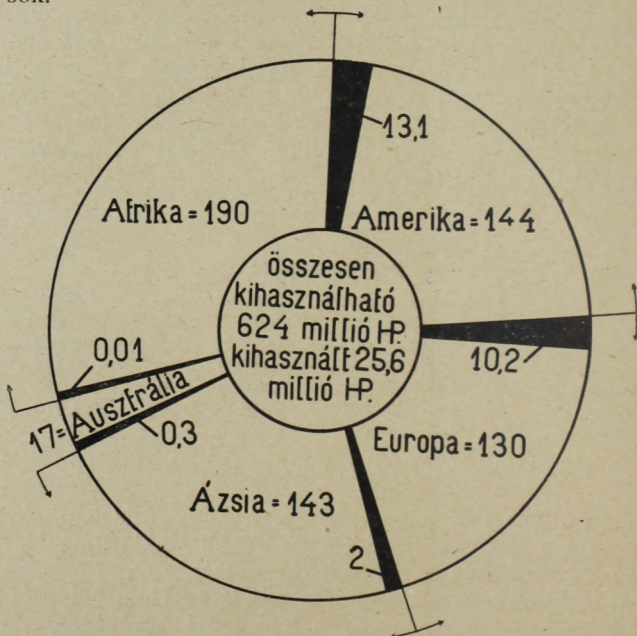 sok.
13,1
Afrika = 190
Amerika = 144
összesen
kihasználható
624 millió HP.
kihasznált 25,6
millió HP.
10,2
0,01
17 = Ausztrália
0,3
Europa = 130
Ázsia = 143
2